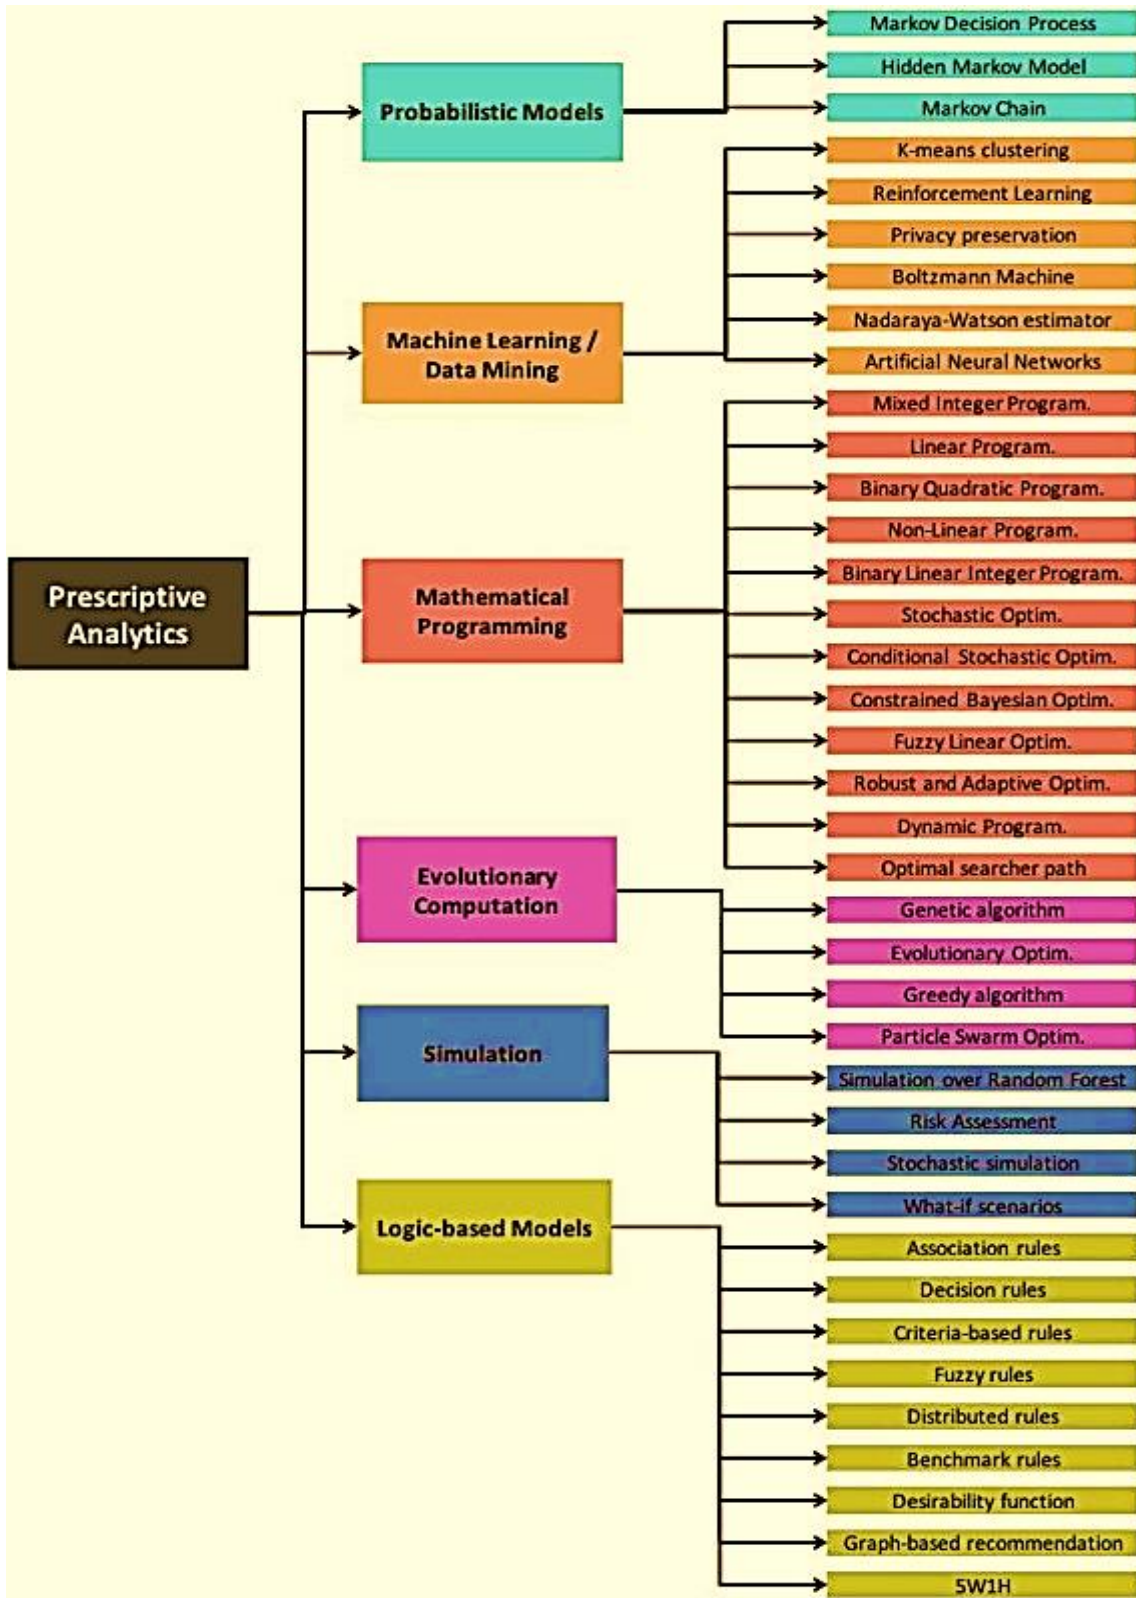 Prescriptive
Analytics
Probabilistic Models
Markov Decision Process
Hidden Markov Model
Markov Chain
Machine Learning /
Data Mining
K-means clustering
Reinforcement Learning
Privacy preservation
Boltzmann Machine
Nadaraya-Watson estimator
Artificial Neural Networks
Mathematical
Programming
Mixed Integer Program.
Linear Program.
Binary Quadratic Program.
Non-Linear Program.
Binary Linear Integer Program.
Stochastic Optim.
Conditional Stochastic Optim.
Constrained Bayesian Optim.
Fuzzy Linear Optim.
Robust and Adaptive Optim.
Dynamic Program.
Optimal searcher path
Evolutionary
Computation
Genetic algorithm
Evolutionary Optim.
Greedy algorithm
Particle Swarm Optim.
Simulation
Simulation over Random Forest
Risk Assessment
Stochastic simulation
What-if scenarios
Logic-based Models
Association rules
Decision rules
Criteria-based rules
Fuzzy rules
Distributed rules
Benchmark rules
Desirability function
Graph-based recommendation
5W1H